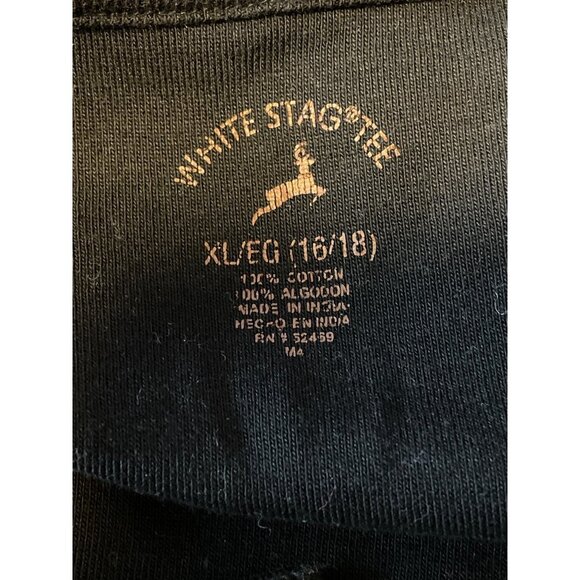 WHITE STAG® TEE
XL/EG (16/18)
100% COTTON
100% ALGODON
MADE IN INDIA
HECHO EN INDIA
RN # 52469
M4